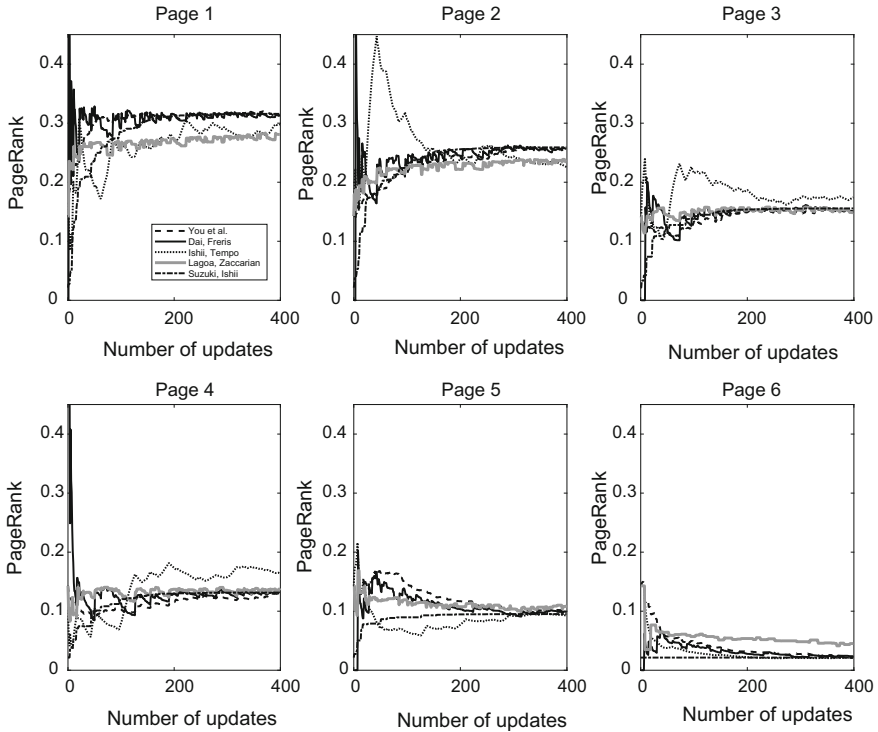 Page 1
Page 2
Page 3
0.4
0.3
0.2
0.1
0
PageRank
0
200
400
Number of updates
You et al.
Dai, Freris
Ishii, Tempo
Lagoa, Zaccarian
Suzuki, Ishii
0.4
0.3
0.2
0.1
0
PageRank
0
200
400
Number of updates
0.4
0.3
0.2
0.1
0
PageRank
0
200
400
Number of updates
Page 4
Page 5
Page 6
0.4
0.3
0.2
0.1
0
PageRank
0
200
400
Number of updates
0.4
0.3
0.2
0.1
0
PageRank
0
200
400
Number of updates
0.4
0.3
0.2
0.1
0
PageRank
0
200
400
Number of updates